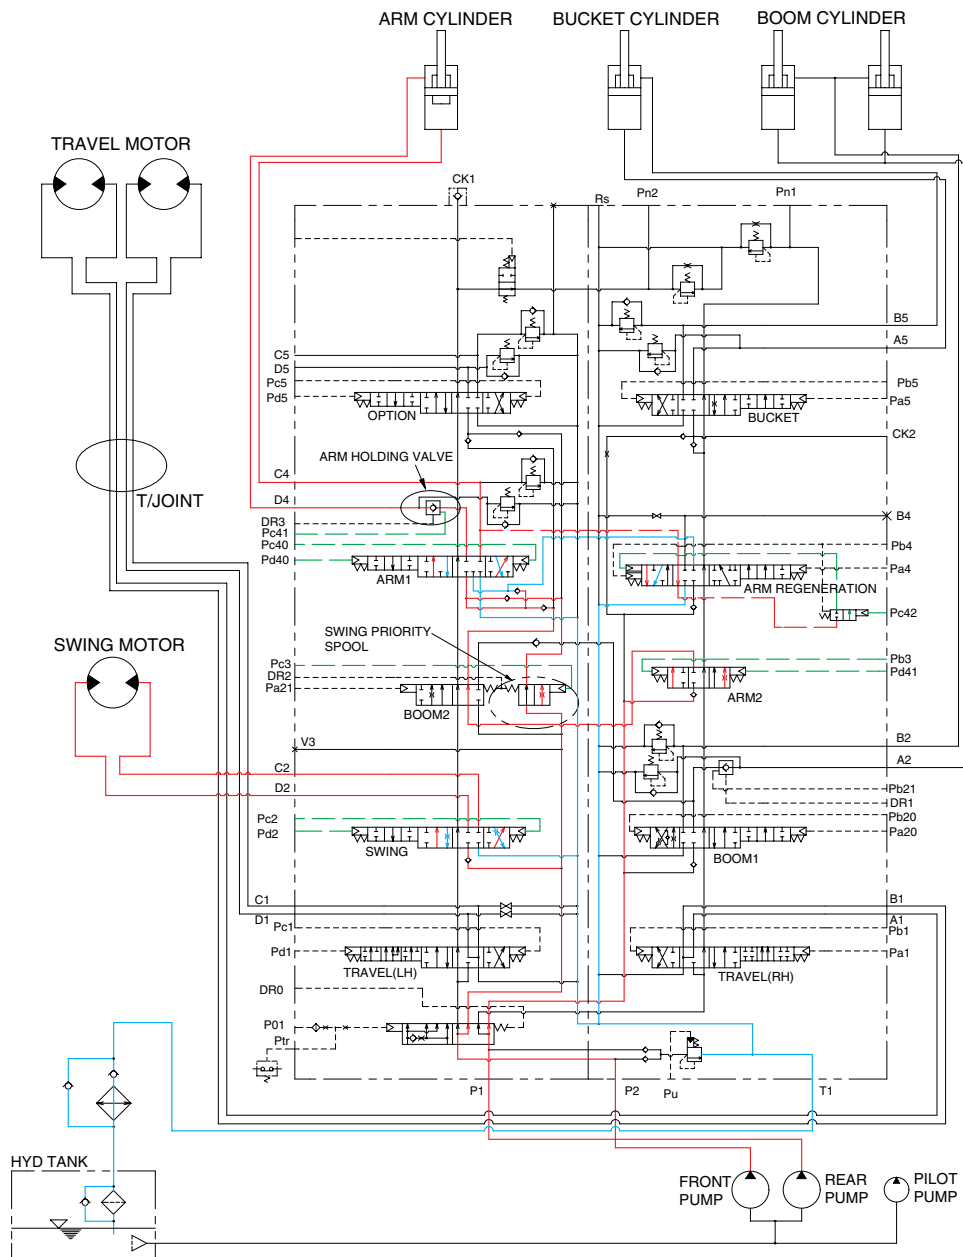 ARM CYLINDER
BUCKET CYLINDER
BOOM CYLINDER
TRAVEL MOTOR
CK1
Rs
Pn2
Pn1
B5
A5
C5
D5
Pc5
Pd5
OPTION
Pb5
Pa5
BUCKET
CK2
ARM HOLDING VALVE
T/JOINT
C4
D4
DR3
Pc41
Pc40
Pd40
ARM1
B4
Pb4
Pa4
ARM REGENERATION
Pc42
SWING PRIORITY
SPOOL
SWING MOTOR
Pc3
DR2
Pa21
BOOM2
Pb3
Pd41
ARM2
V3
B2
A2
C2
D2
Pb21
DR1
Pc2
Pd2
SWING
Pb20
Pa20
BOOM1
C1
D1
Pc1
Pd1
TRAVEL(LH)
B1
A1
Pb1
Pa1
TRAVEL(RH)
DR0
P01
Ptr
P1
P2
Pu
T1
HYD TANK
FRONT
PUMP
REAR
PUMP
PILOT
PUMP